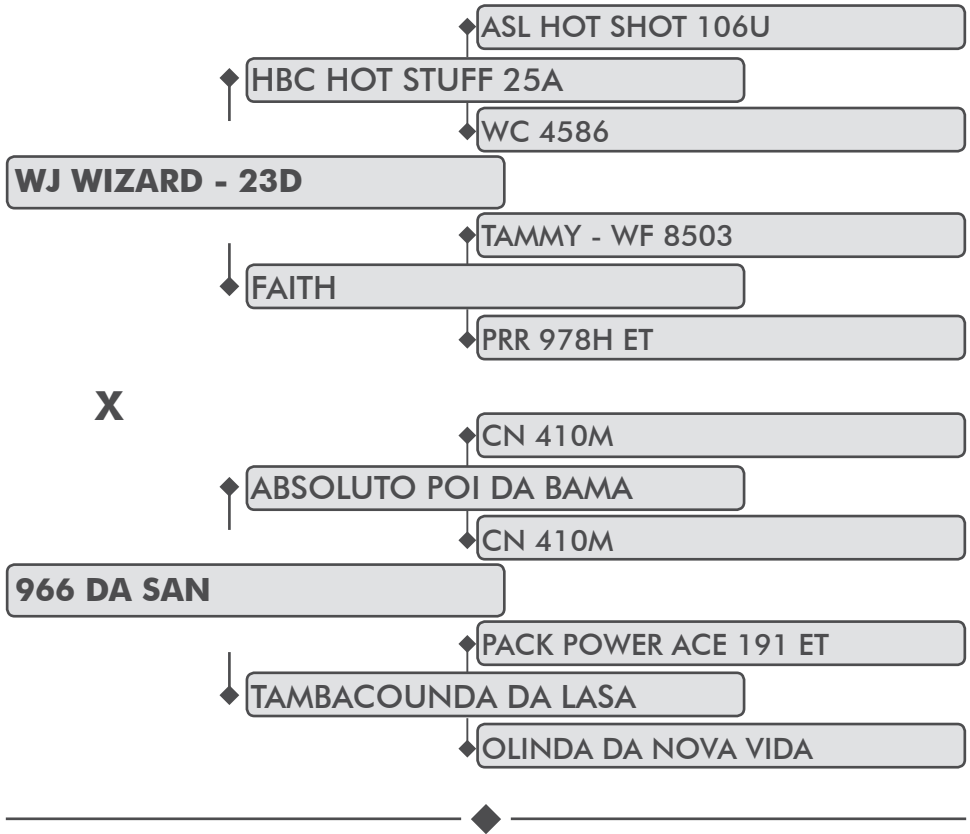 ASL HOT SHOT 106U
HBC HOT STUFF 25A
WC 4586
WJ WIZARD - 23D
TAMMY - WF 8503
FAITH
PRR 978H ET
X
CN 410M
ABSOLUTO POI DA BAMA
CN 410M
966 DA SAN
PACK POWER ACE 191 ET
TAMBACOUNDA DA LASA
OLINDA DA NOVA VIDA